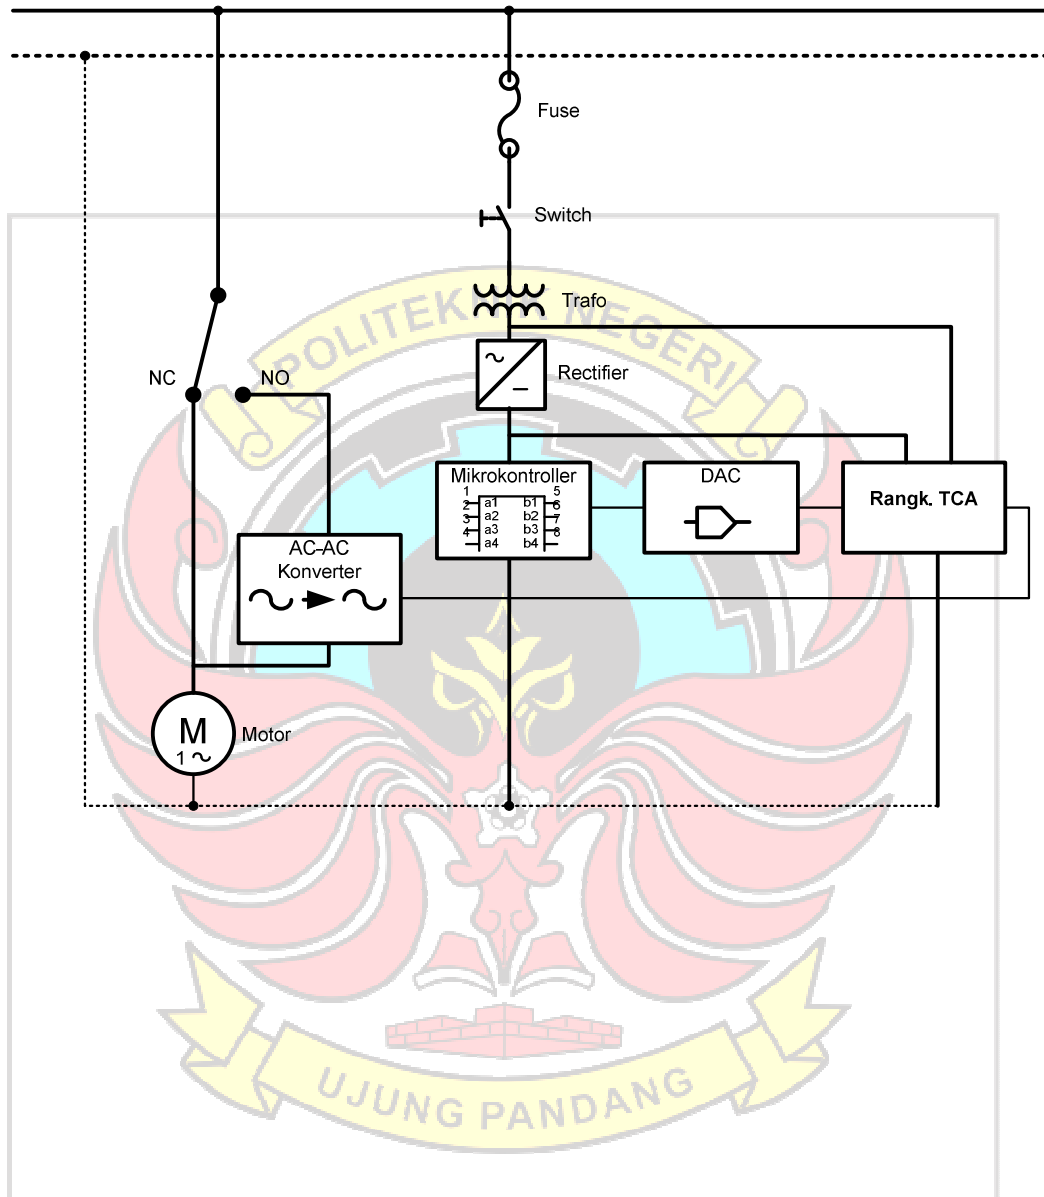 Fuse
Switch
POLITEKNIK NEGERI
Trafo
Rectifier
NC
NO
Mikrokontroller
1 a1 b1 5
2 a2 b2 6
3 a3 b3 7
4 a4 b4 8
DAC
Rangk. TCA
AC-AC
Konverter
M
1 ~
Motor
UJUNG PANDANG